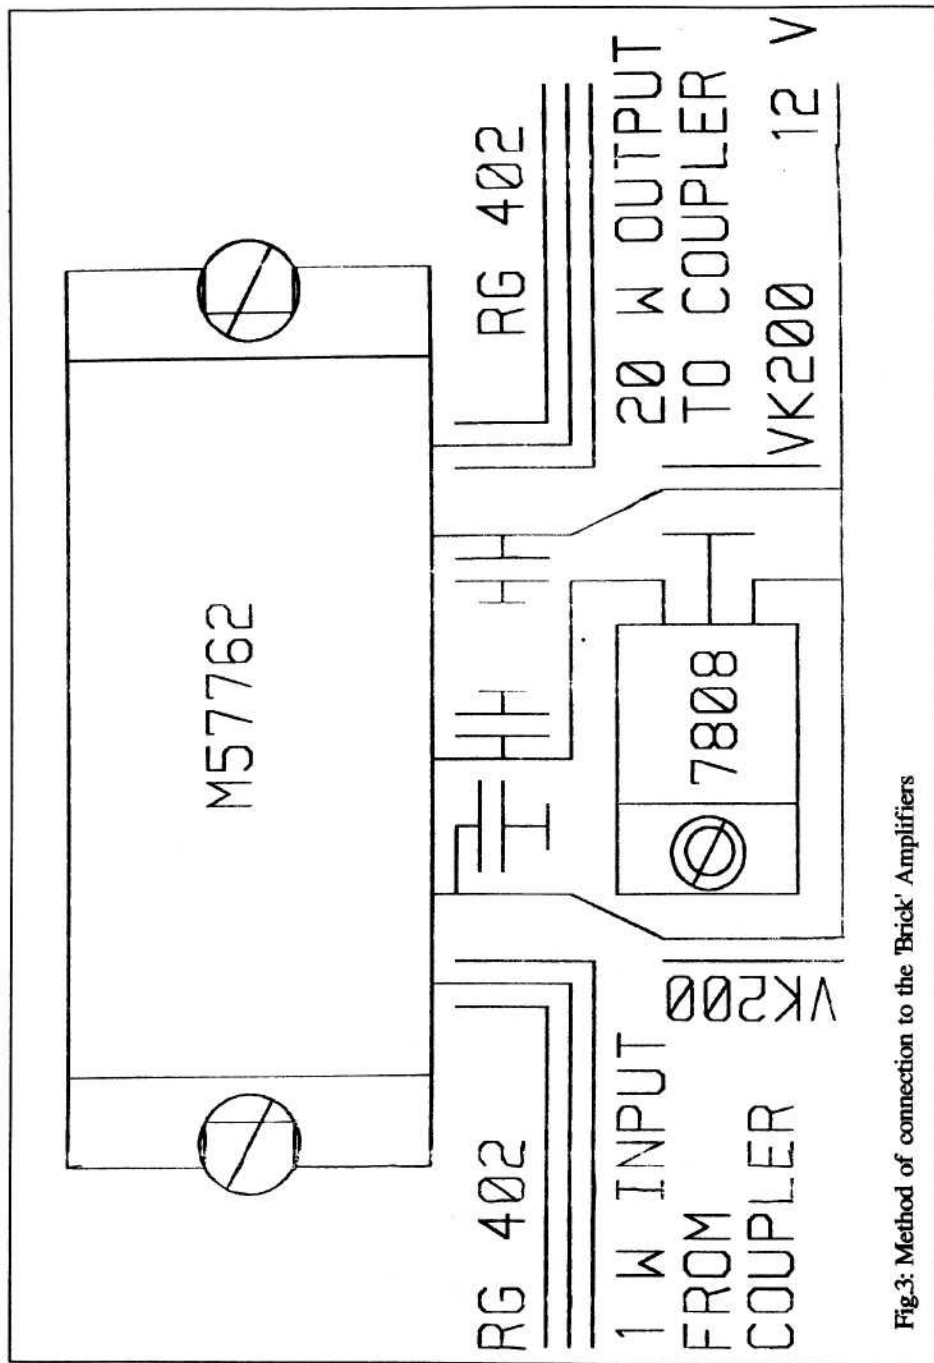 M57762
RG 402
RG 402
1 W INPUT
FROM
COUPLER
VK200
7808
20 W OUTPUT
TO COUPLER
VK200
12 V
Fig.3: Method of connection to the 'Brick' Amplifiers